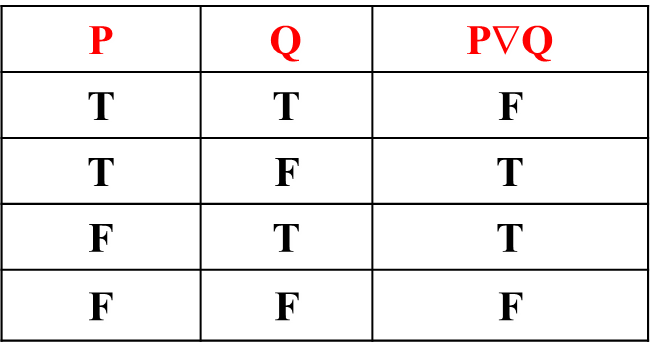 P Q P∇Q
T T F
T F T
F T T
F F F